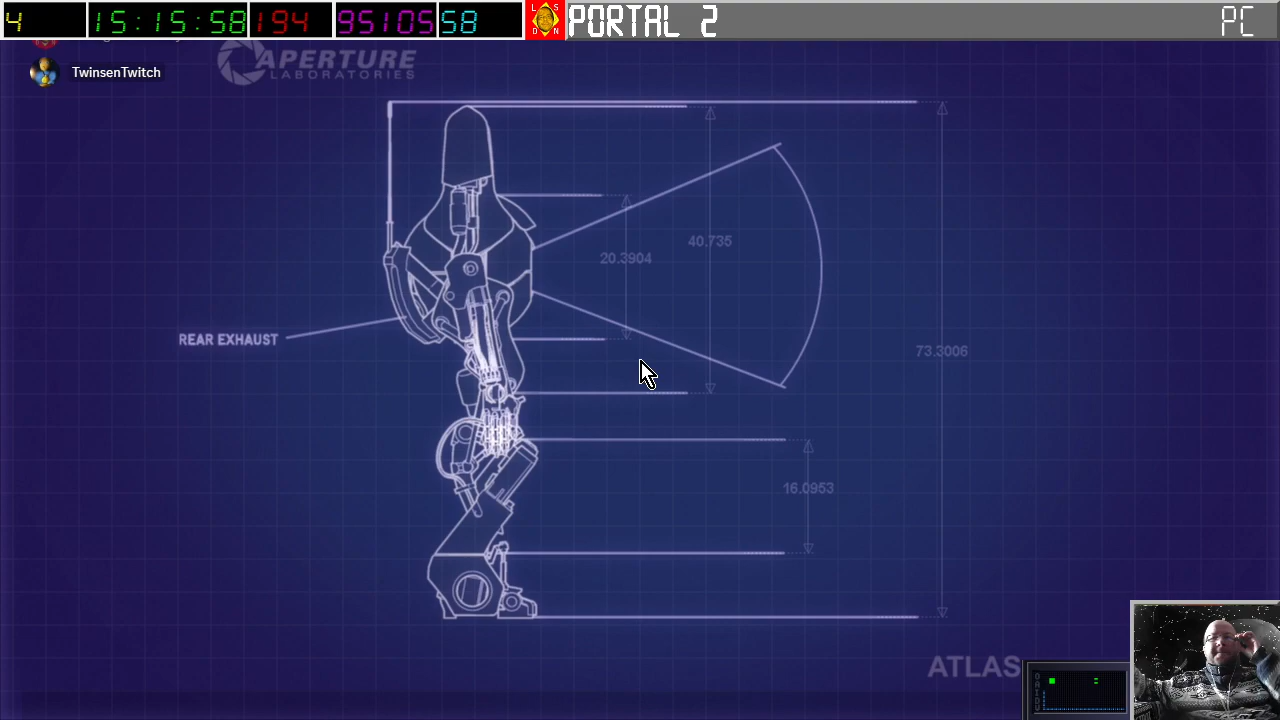 4 15:15:58 194 95105 58 LSDN PORTAL 2 PC
TwinsenTwitch
APERTURE
LABORATORIES
40.735
20.3904
REAR EXHAUST
73.3006
16.0953
ATLAS